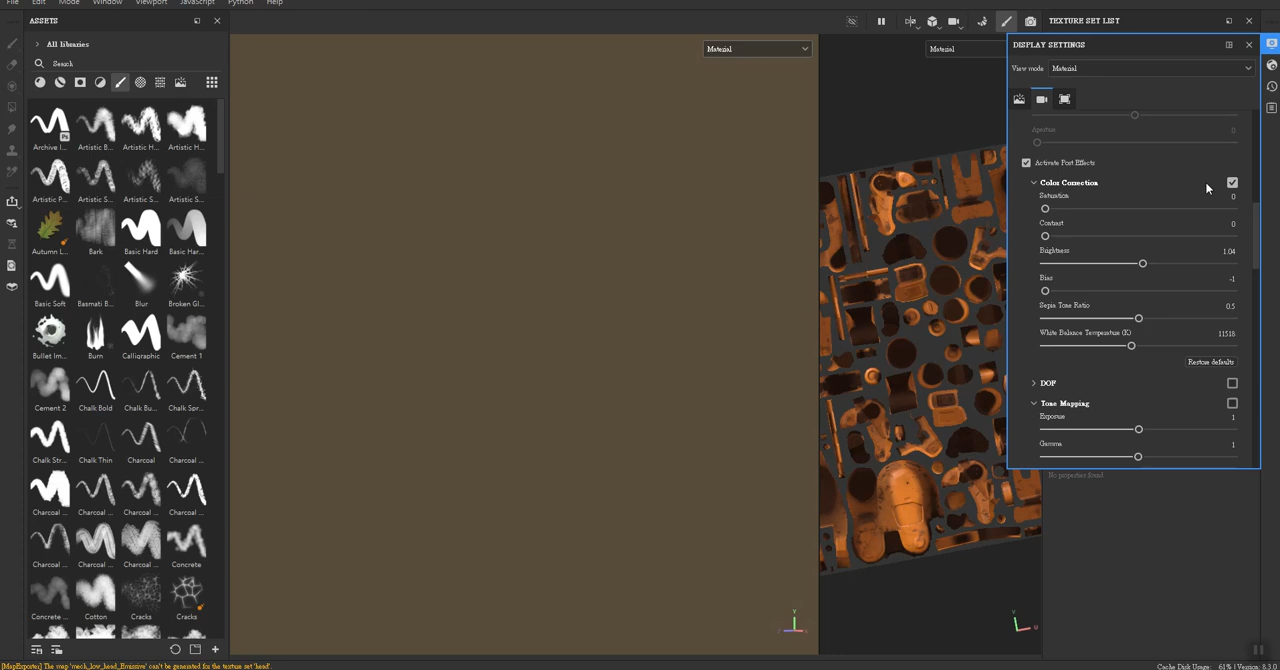 File Edit Mode Window Viewport JavaScript Python Help
ASSETS
All libraries
Search
Archive I...
Artistic B...
Artistic H...
Artistic H...
Artistic P...
Artistic S...
Artistic S...
Artistic S...
Autumn L...
Bark
Basic Hard
Basic Har...
Basic Soft
Basmati B...
Blur
Broken Gl...
Bullet Im...
Burn
Calligraphic
Cement 1
Cement 2
Chalk Bold
Chalk Bu...
Chalk Spr...
Chalk Str...
Chalk Thin
Charcoal
Charcoal ...
Charcoal ...
Charcoal ...
Charcoal ...
Charcoal ...
Charcoal ...
Charcoal ...
Charcoal ...
Concrete
Concrete ...
Cotton
Cracks
Cracks
Material
Material
Y
TEXTURE SET LIST
DISPLAY SETTINGS
View mode Material
Aperture 0
Activate Post Effects
Color Correction
Saturation 0
Contrast 0
Brightness 1.04
Bias -1
Sepia Tone Ratio 0.5
White Balance Temperature (K) 11518
Restore defaults
DOF
Tone Mapping
Exposure 1
Gamma 1
No properties found
[MapExporter] The map 'mech_low_head_Emissive' can't be generated for the texture set 'head'.
Cache Disk Usage: 61% | Version: 8.3.0